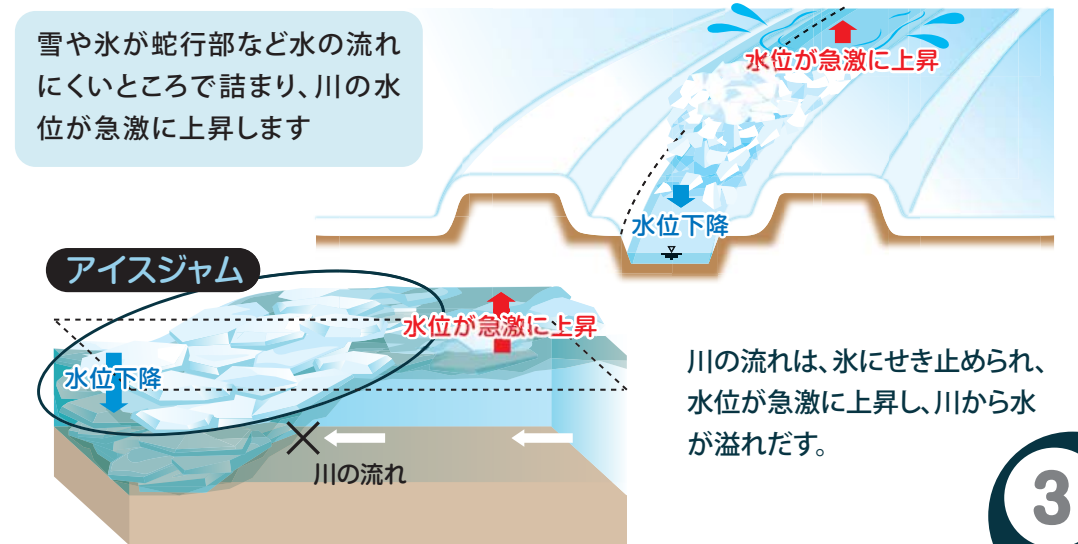 雪や氷が蛇行部など水の流れ
にくいところで詰まり、川の水
位が急激に上昇します
水位が急激に上昇
水位下降
アイスジャム
水位が急激に上昇
水位下降
川の流れ
川の流れは、氷にせき止められ、
水位が急激に上昇し、川から水
が溢れだす。
3